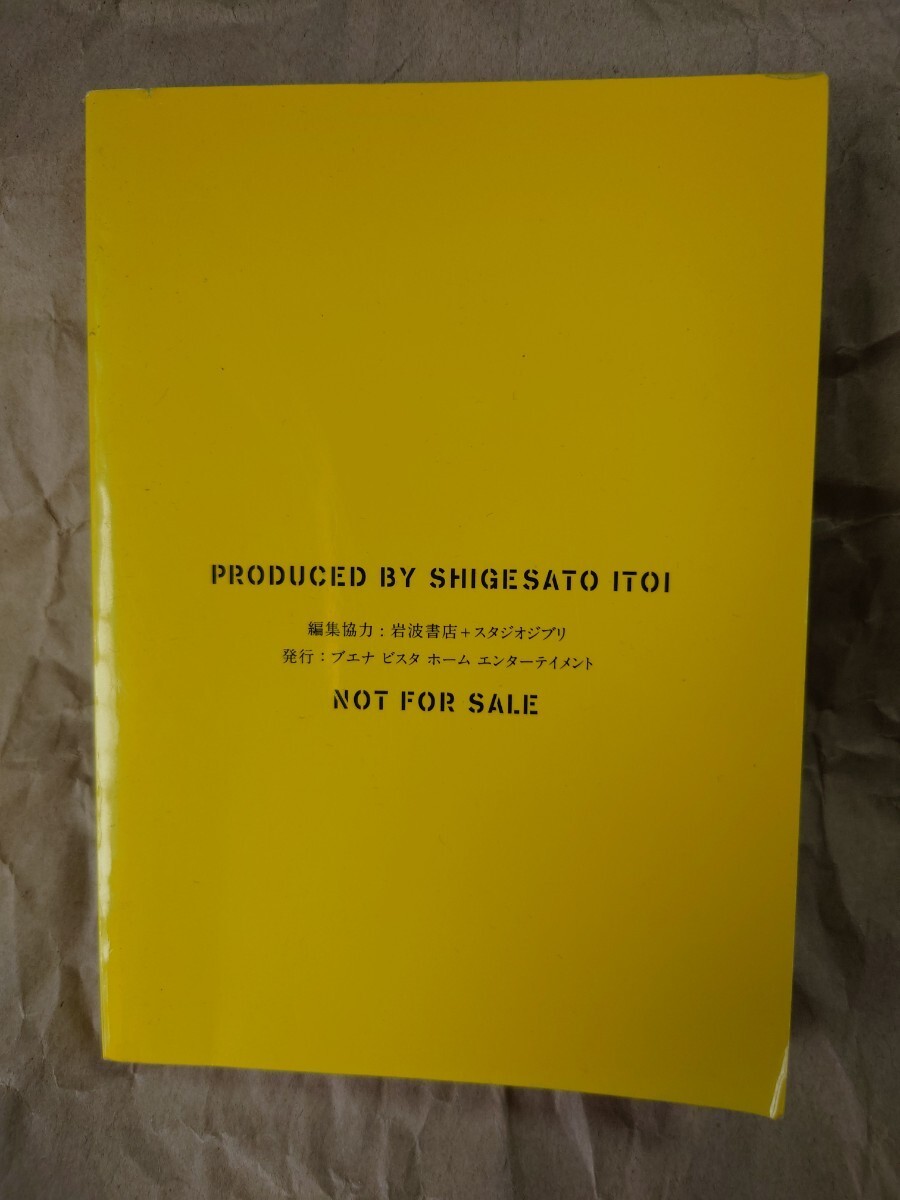 PRODUCED BY SHIGESATO ITOI
編集協力：岩波書店＋スタジオジブリ
発行：ブエナ ビスタ ホーム エンターテイメント
NOT FOR SALE